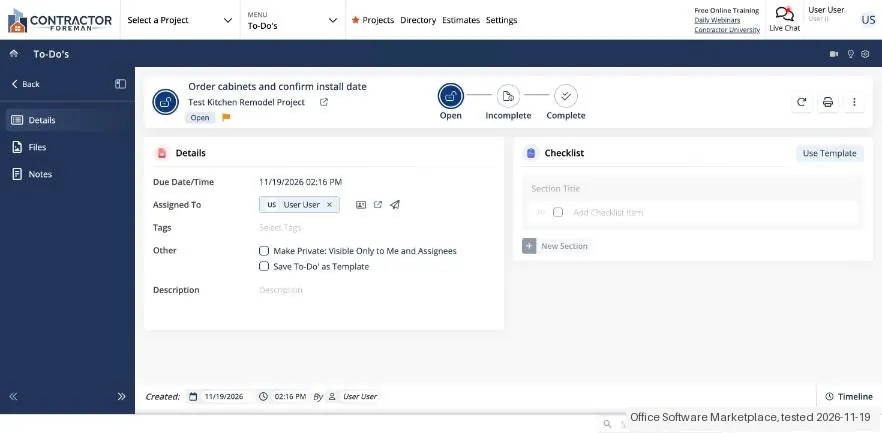 CONTRACTOR
FOREMAN
Select a Project
MENU
To-Do's
Projects Directory Estimates Settings
Free Online Training
Daily Webinars
Contractor University
Live Chat
User User
User ()
US
To-Do's
Back
Details
Files
Notes
Order cabinets and confirm install date
Test Kitchen Remodel Project
Open
Open Incomplete Complete
Details
Due Date/Time 11/19/2026 02:16 PM
Assigned To US User User ×
Tags Select Tags
Other Make Private: Visible Only to Me and Assignees
Save To-Do' as Template
Description Description
Checklist Use Template
Section Title
Add Checklist Item
+ New Section
Created: 11/19/2026 02:16 PM By User User
Timeline
Office Software Marketplace, tested 2026-11-19